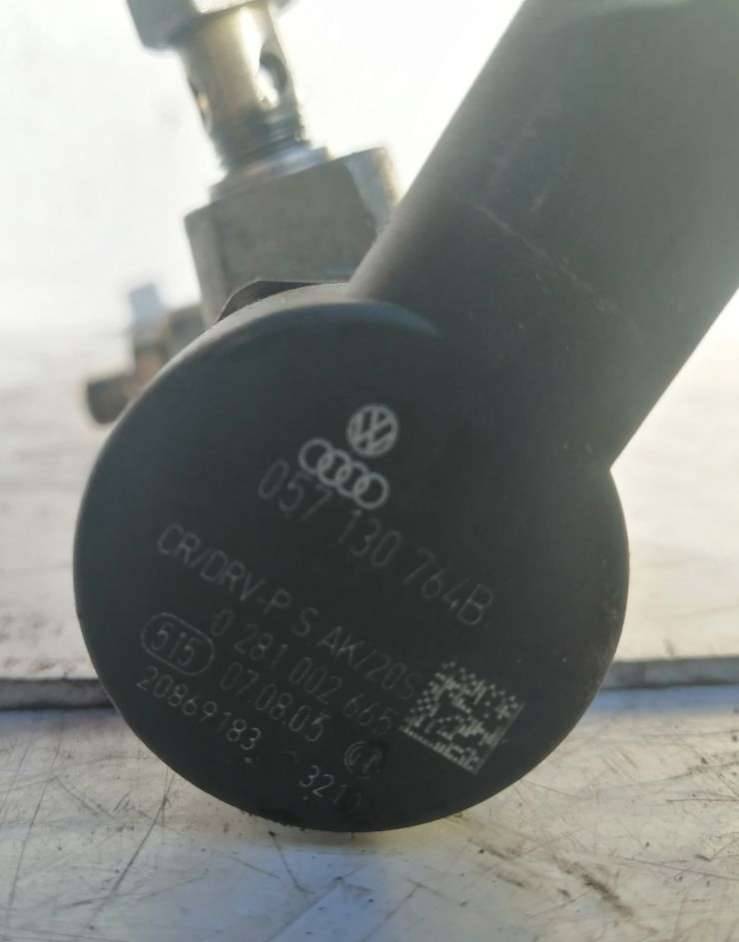 057 130 764B
CR/DRV-P S AK/20S
0 281 002 665
515 07.08.05
20869183 321